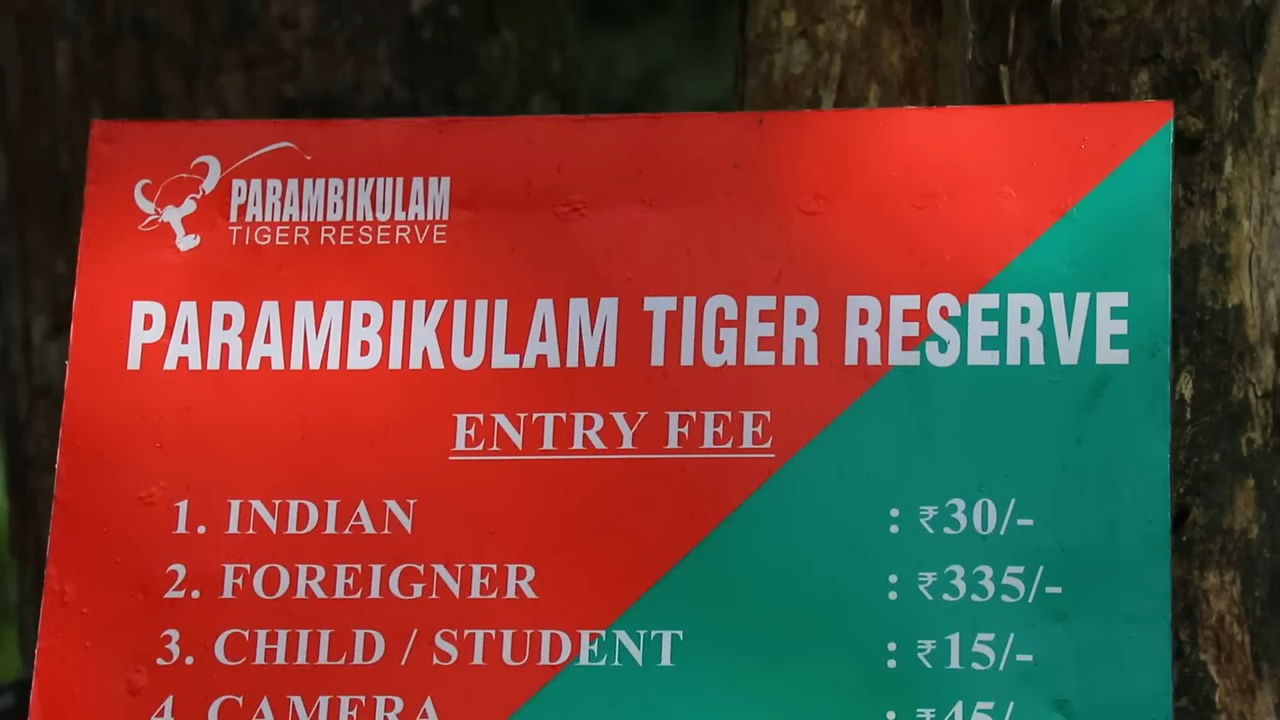 PARAMBIKULAM
TIGER RESERVE
PARAMBIKULAM TIGER RESERVE
ENTRY FEE
1. INDIAN : ₹30/-
2. FOREIGNER : ₹335/-
3. CHILD / STUDENT : ₹15/-
4. CAMERA : ₹45/-